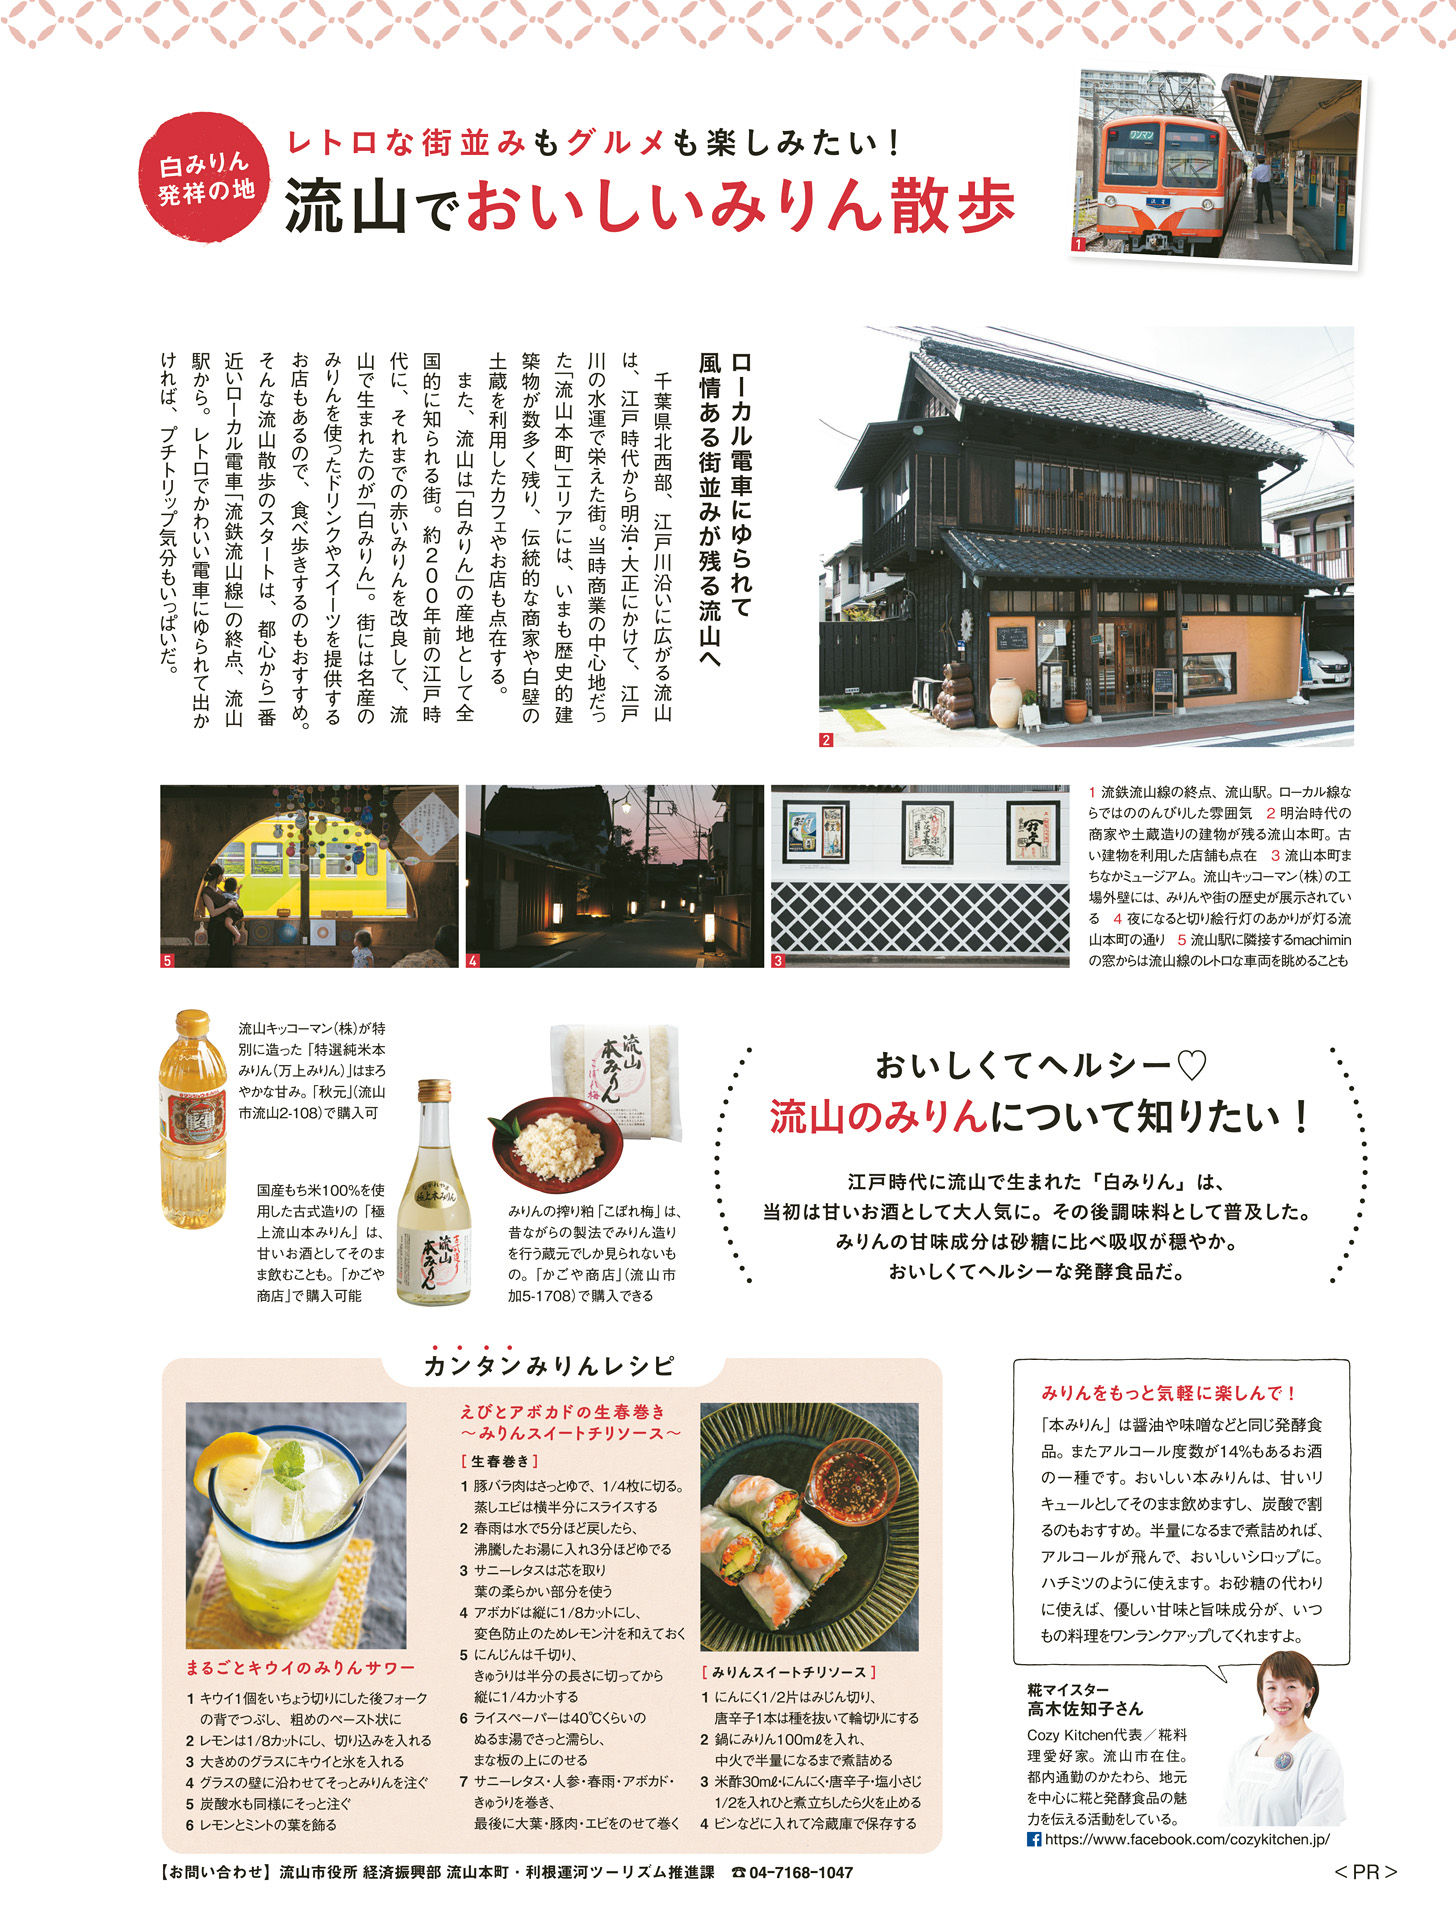 白みりん
発祥の地
レトロな街並みもグルメも楽しみたい！
流山でおいしいみりん散歩
ワンマン
流星
1
ローカル電車にゆられて
風情ある街並みが残る流山へ
千葉県北西部、江戸川沿いに広がる流山
は、江戸時代から明治・大正にかけて、江戸
川の水運で栄えた街。当時商業の中心地だっ
た「流山本町」エリアには、いまも歴史的建
築物が数多く残り、伝統的な商家や白壁の
土蔵を利用したカフェやお店も点在する。
また、流山は「白みりん」の産地として全
国的に知られる街。約２００年前の江戸時
代に、それまでの赤いみりんを改良して、流
山で生まれたのが「白みりん」。街には名産の
みりんを使ったドリンクやスイーツを提供する
お店もあるので、食べ歩きするのもおすすめ。
そんな流山散歩のスタートは、都心から一番
近いローカル電車「流鉄流山線」の終点、流山
駅から。レトロでかわいい電車にゆられて出か
ければ、プチトリップ気分もいっぱいだ。
2
5
4
3
1 流鉄流山線の終点、流山駅。ローカル線な
らではののんびりした雰囲気 2 明治時代の
商家や土蔵造りの建物が残る流山本町。古
い建物を利用した店舗も点在 3 流山本町ま
ちなかミュージアム。流山キッコーマン（株）の工
場外壁には、みりんや街の歴史が展示されてい
る 4 夜になると切り絵行灯のあかりが灯る流
山本町の通り 5 流山駅に隣接するmachimin
の窓からは流山線のレトロな車両を眺めることも
流山キッコーマン（株）が特
別に造った「特選純米本
みりん（万上みりん）」はまろ
やかな甘み。「秋元」（流山
市流山2-108）で購入可
国産もち米100%を使
用した古式造りの「極
上流山本みりん」は、
甘いお酒としてそのま
ま飲むことも。「かごや
商店」で購入可能
ながれやま
極上本みりん
古式造り
流山
本みりん
流山
本みりん
こぼれ梅
みりんの搾り粕「こぼれ梅」は、
昔ながらの製法でみりん造り
を行う蔵元でしか見られないも
の。「かごや商店」（流山市
加5-1708）で購入できる
おいしくてヘルシー♡
流山のみりんについて知りたい！
江戸時代に流山で生まれた「白みりん」は、
当初は甘いお酒として大人気に。その後調味料として普及した。
みりんの甘味成分は砂糖に比べ吸収が穏やか。
おいしくてヘルシーな発酵食品だ。
カンタンみりんレシピ
まるごとキウイのみりんサワー
1 キウイ1個をいちょう切りにした後フォーク
の背でつぶし、粗めのペースト状に
2 レモンは1/8カットにし、切り込みを入れる
3 大きめのグラスにキウイと氷を入れる
4 グラスの壁に沿わせてそっとみりんを注ぐ
5 炭酸水も同様にそっと注ぐ
6 レモンとミントの葉を飾る
えびとアボカドの生春巻き
～みりんスイートチリソース～
［生春巻き］
1 豚バラ肉はさっとゆで、1/4枚に切る。
蒸しエビは横半分にスライスする
2 春雨は水で5分ほど戻したら、
沸騰したお湯に入れ3分ほどゆでる
3 サニーレタスは芯を取り
葉の柔らかい部分を使う
4 アボカドは縦に1/8カットにし、
変色防止のためレモン汁を和えておく
5 にんじんは千切り、
きゅうりは半分の長さに切ってから
縦に1/4カットする
6 ライスペーパーは40℃くらいの
ぬるま湯でさっと濡らし、
まな板の上にのせる
7 サニーレタス・人参・春雨・アボカド・
きゅうりを巻き、
最後に大葉・豚肉・エビをのせて巻く
［みりんスイートチリソース］
1 にんにく1/2片はみじん切り、
唐辛子1本は種を抜いて輪切りにする
2 鍋にみりん100mℓを入れ、
中火で半量になるまで煮詰める
3 米酢30mℓ・にんにく・唐辛子・塩小さじ
1/2を入れひと煮立ちしたら火を止める
4 ビンなどに入れて冷蔵庫で保存する
みりんをもっと気軽に楽しんで！
「本みりん」は醤油や味噌などと同じ発酵食
品。またアルコール度数が14%もあるお酒
の一種です。おいしい本みりんは、甘いリ
キュールとしてそのまま飲めますし、炭酸で割
るのもおすすめ。半量になるまで煮詰めれば、
アルコールが飛んで、おいしいシロップに。
ハチミツのように使えます。お砂糖の代わり
に使えば、優しい甘味と旨味成分が、いつ
もの料理をワンランクアップしてくれますよ。
糀マイスター
高木佐知子さん
Cozy Kitchen代表／糀料
理愛好家。流山市在住。
都内通勤のかたわら、地元
を中心に糀と発酵食品の魅
力を伝える活動をしている。
https://www.facebook.com/cozykitchen.jp/
【お問い合わせ】流山市役所 経済振興部 流山本町・利根運河ツーリズム推進課 ☎04-7168-1047
＜PR＞